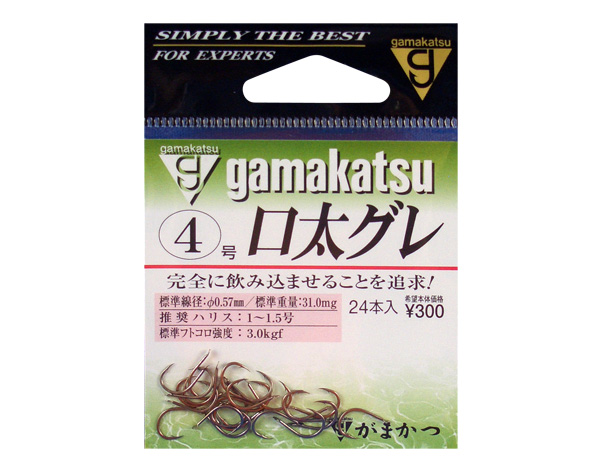 SIMPLY THE BEST
FOR EXPERTS
gamakatsu
gamakatsu
gamakatsu
4号
口太グレ
完全に飲み込ませることを追求!
標準線径:φ0.57mm/標準重量:31.0mg
推奨ハリス:1〜1.5号
標準フトコロ強度:3.0kgf
24本入
希望本体価格
¥300
がまかつ